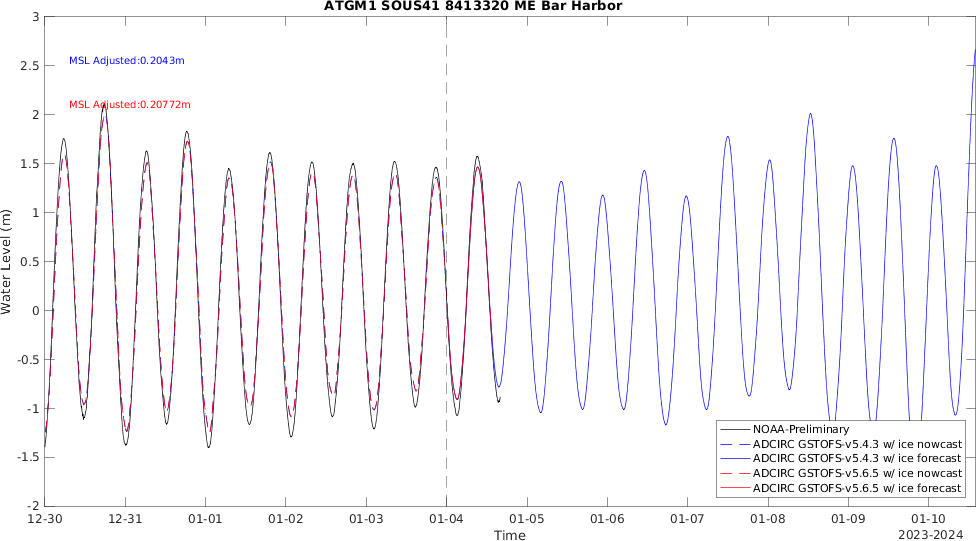 ATGM1 SOUS41 8413320 ME Bar Harbor
3
2.5
2
1.5
1
0.5
0
-0.5
-1
-1.5
-2
Water Level (m)
MSL Adjusted:0.2043m
MSL Adjusted:0.20772m
NOAA-Preliminary
ADCIRC GSTOFS-v5.4.3 w/ ice nowcast
ADCIRC GSTOFS-v5.4.3 w/ ice forecast
ADCIRC GSTOFS-v5.6.5 w/ ice nowcast
ADCIRC GSTOFS-v5.6.5 w/ ice forecast
12-30 12-31 01-01 01-02 01-03 01-04 01-05 01-06 01-07 01-08 01-09 01-10
Time
2023-2024